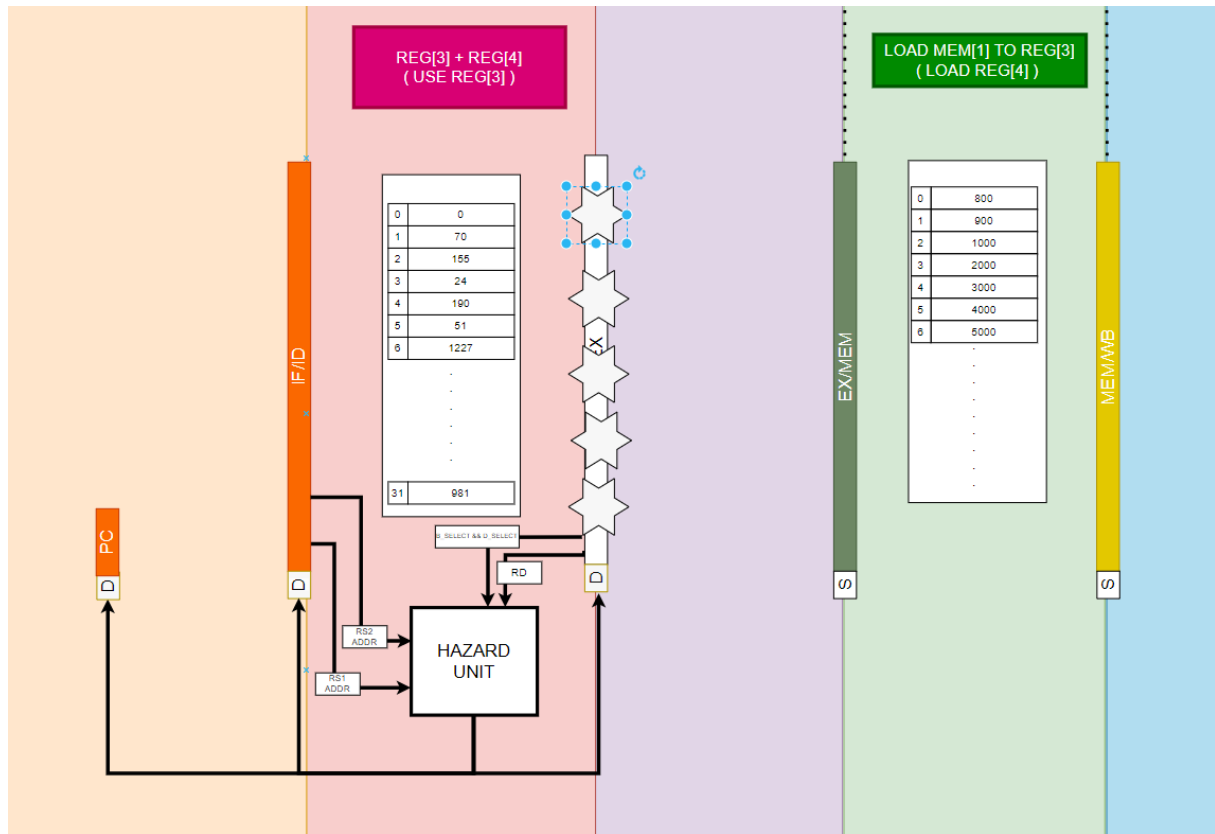 REG[3] + REG[4]
( USE REG[3] )
LOAD MEM[1] TO REG[3]
( LOAD REG[4] )
IF/ID
0 0
1 70
2 155
3 24
4 190
5 51
6 1227
31 981
EX
EX/MEM
0 800
1 900
2 1000
3 2000
4 3000
5 4000
6 5000
MEM/WB
PC
D
D
D
S
S
B_SELECT && D_SELECT
RD
RS2
ADDR
RS1
ADDR
HAZARD
UNIT